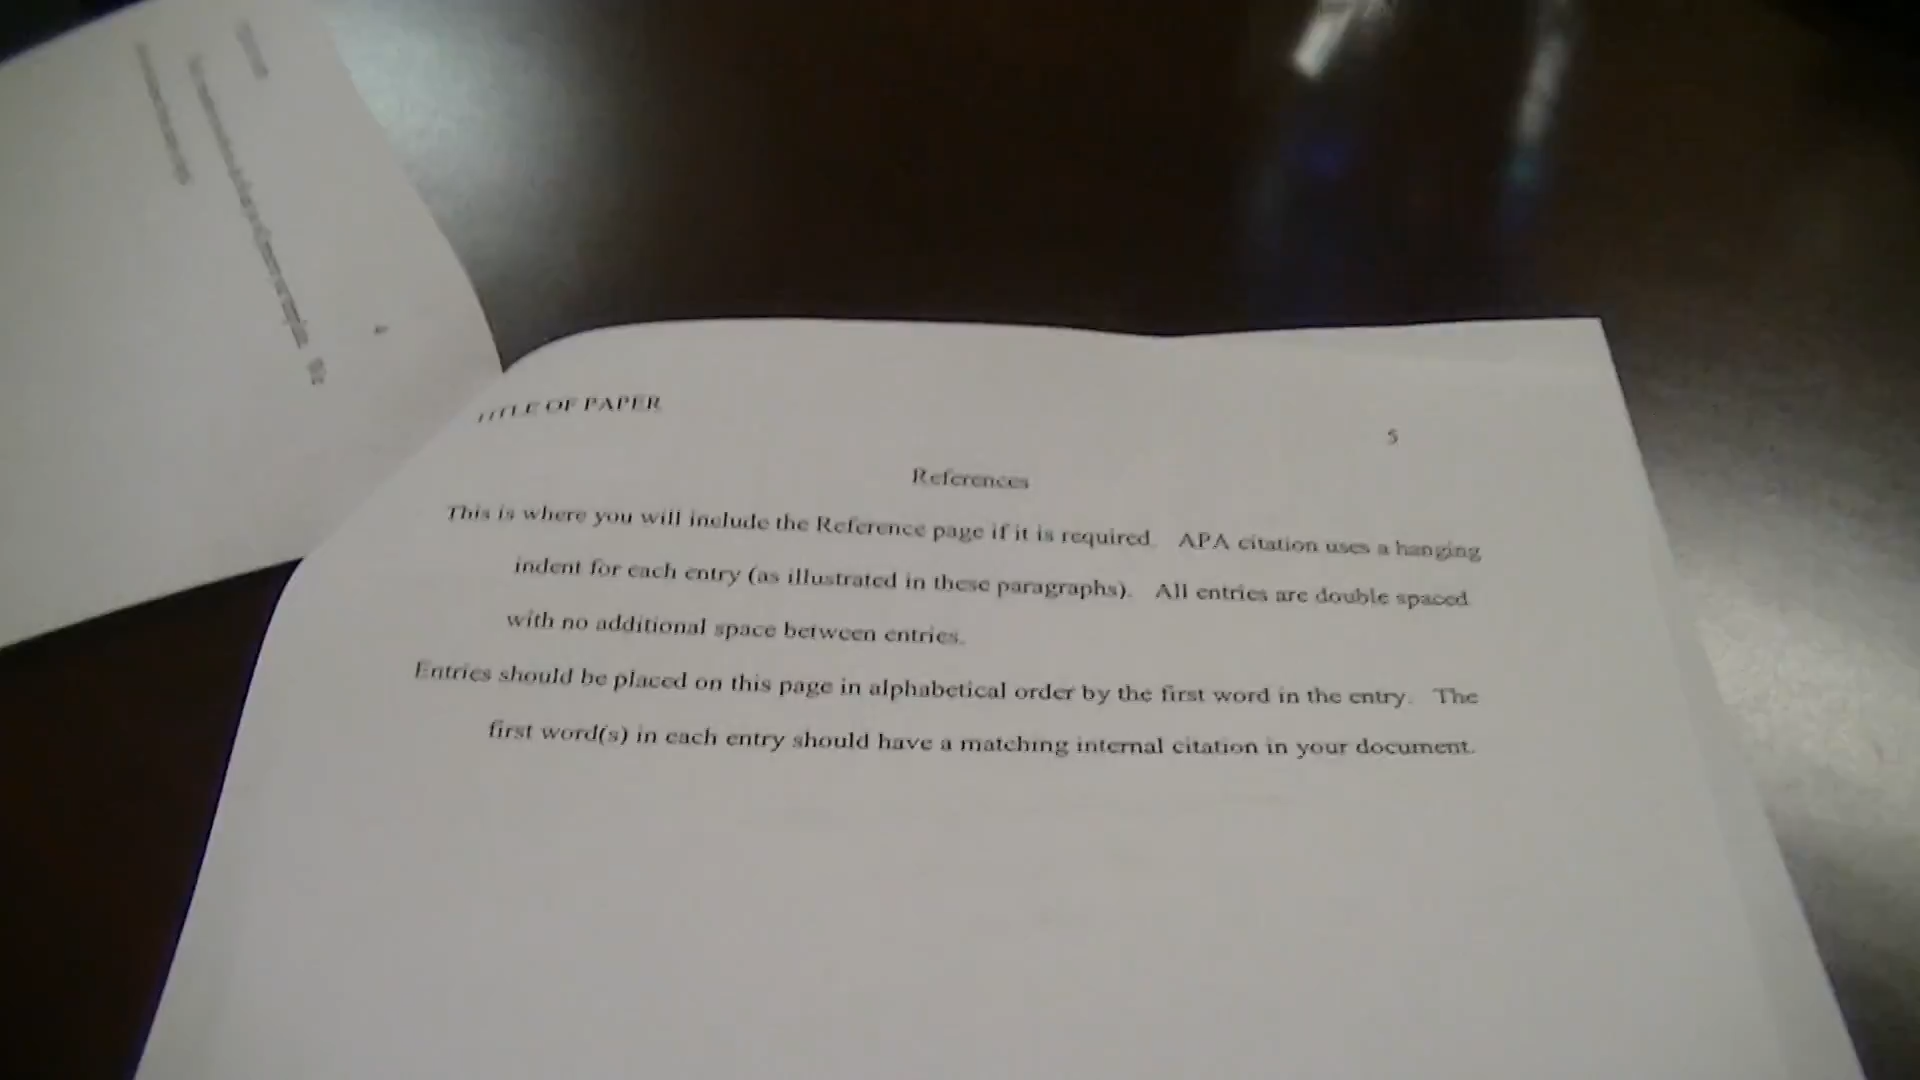 TITLE OF PAPER
5
References
This is where you will include the Reference page if it is required. APA citation uses a hanging
indent for each entry (as illustrated in these paragraphs). All entries are double spaced
with no additional space between entries.
Entries should be placed on this page in alphabetical order by the first word in the entry. The
first word(s) in each entry should have a matching internal citation in your document.